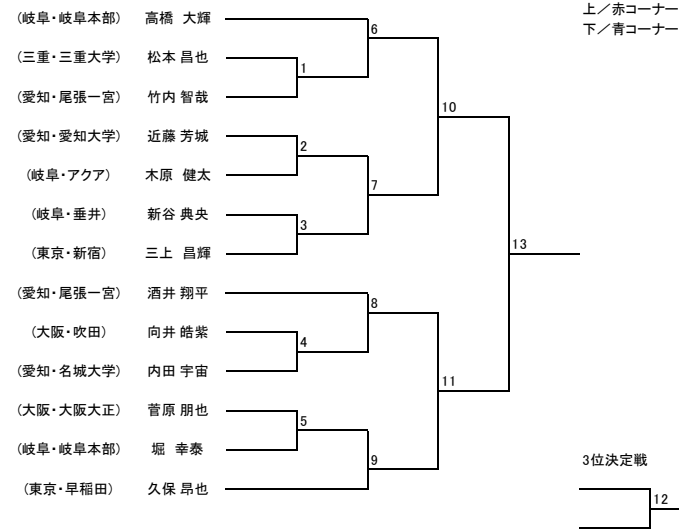 上／赤コーナー
下／青コーナー
(岐阜・岐阜本部) 高橋 大輝
6
(三重・三重大学) 松本 昌也
1
(愛知・尾張一宮) 竹内 智哉
10
(愛知・愛知大学) 近藤 芳城
2
(岐阜・アクア) 木原 健太
7
(岐阜・垂井) 新谷 典央
3
(東京・新宿) 三上 昌輝
13
(愛知・尾張一宮) 酒井 翔平
8
(大阪・吹田) 向井 皓紫
4
(愛知・名城大学) 内田 宇宙
11
(大阪・大阪大正) 菅原 朋也
5
(岐阜・岐阜本部) 堀 幸泰
9
3位決定戦
(東京・早稲田) 久保 昂也
12